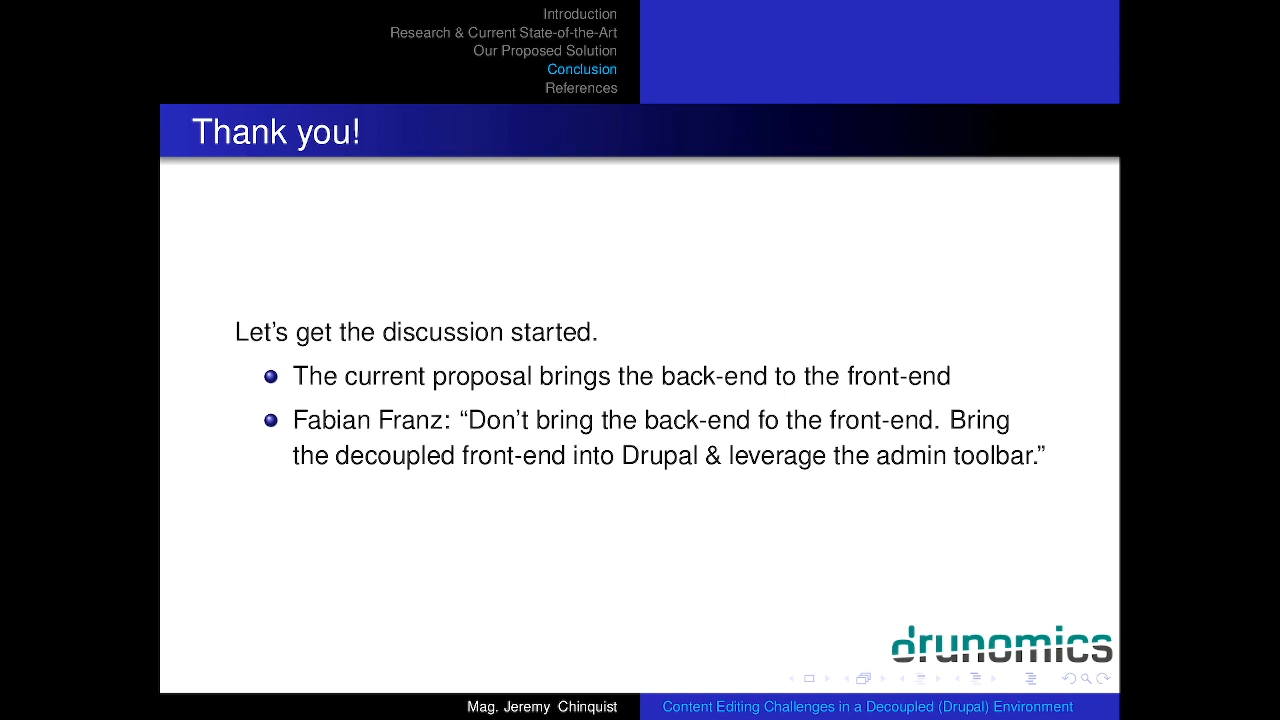 Introduction
Research & Current State-of-the-Art
Our Proposed Solution
Conclusion
References
Thank you!
Let's get the discussion started.
The current proposal brings the back-end to the front-end
Fabian Franz: “Don't bring the back-end fo the front-end. Bring
the decoupled front-end into Drupal & leverage the admin toolbar.”
drunomics
Mag. Jeremy Chinquist
Content Editing Challenges in a Decoupled (Drupal) Environment